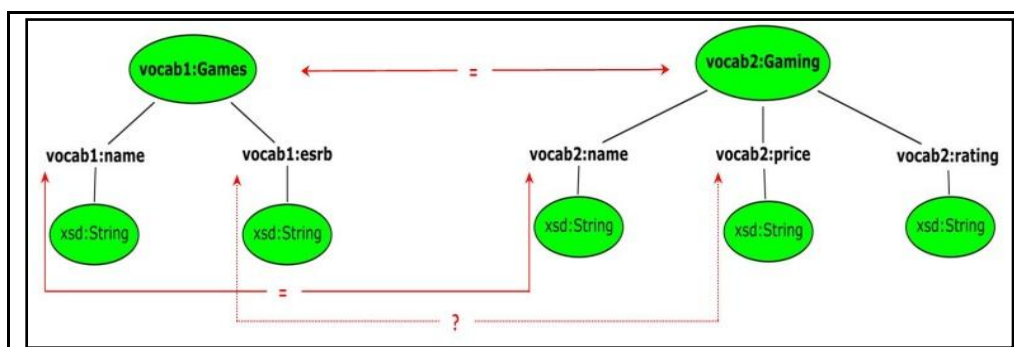 vocab1:Games
=
vocab2:Gaming
vocab1:name
vocab1:esrb
vocab2:name
vocab2:price
vocab2:rating
xsd:String
xsd:String
xsd:String
xsd:String
xsd:String
=
?